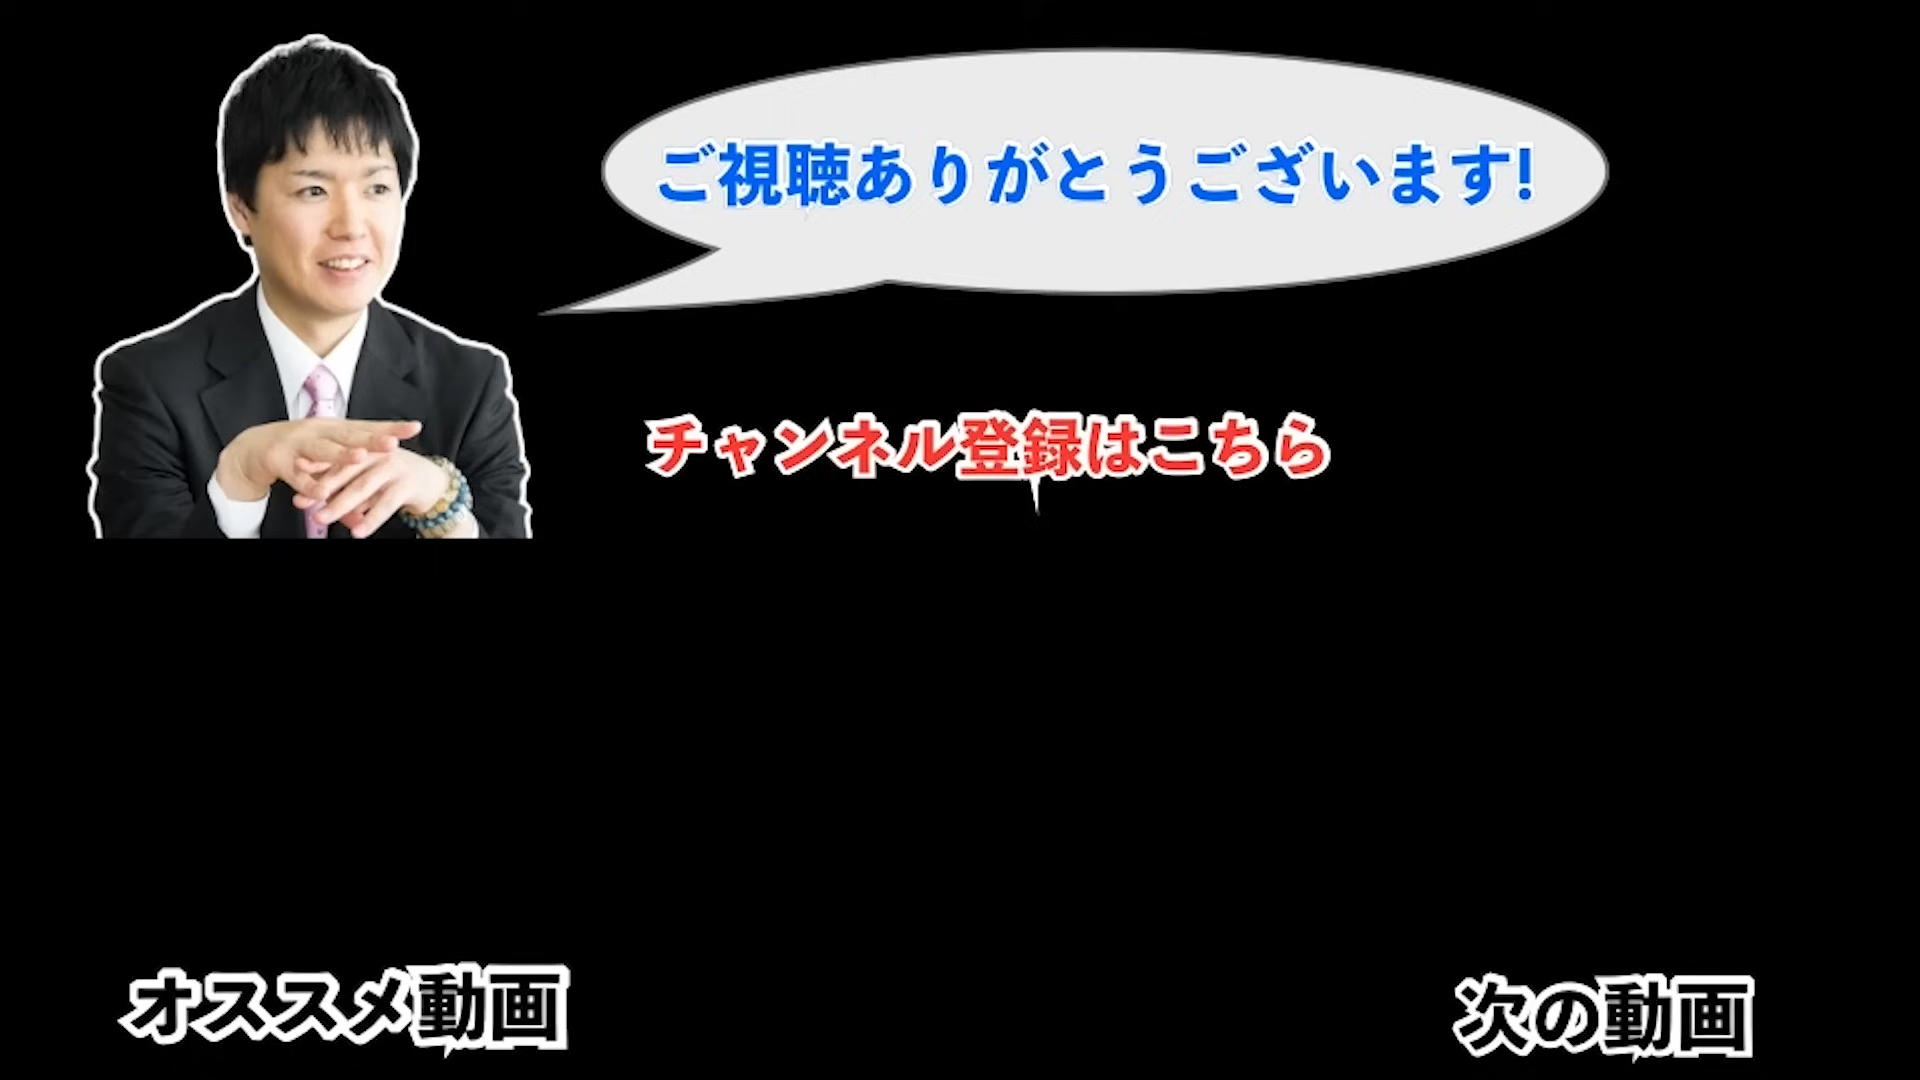 ご視聴ありがとうございます!
チャンネル登録はこちら
オススメ動画
次の動画